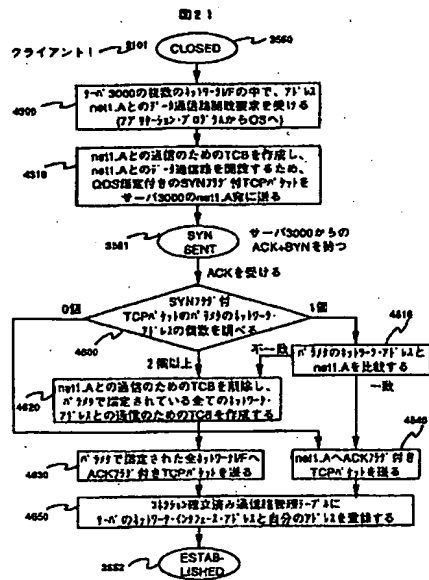 図21
クライアント1
3101
3560
CLOSED
4300
サーバ3000の複数のネットワークI/Fの中で、アドレス
net1.Aとのデータ通信路開設要求を受ける
(アプリケーション・プログラムからOSへ)
4310
net1.Aとの通信のためのTCBを作成し、
net1.Aとのデータ通信路を開設するため、
QOS指定付きのSYNフラグ付TCPパケットを
サーバ3000のnet1.A宛に送る
3561
SYN
SENT
サーバ3000からの
ACK+SYNを待つ
ACKを受ける
0個
1個
SYNフラグ付
TCPパケットのパラメタのネットワーク・
アドレスの個数を調べる
4600
2個以上
不一致
4610
パラメタのネットワーク・アドレスと
net1.Aを比較する
一致
4620
net1.Aとの通信のためのTCBを削除し、
パラメタで指定されている全てのネットワーク・
アドレスとの通信のためのTCBを作成する
4640
4630
パラメタで指定された全ネットワークI/Fへ
ACKフラグ付きTCPパケットを送る
net1.AへACKフラグ付き
TCPパケットを送る
4650
コネクション確立済み通信路管理テーブルに
サーバのネットワーク・インタフェース・アドレスと自分のアドレスを登録する
3552
ESTAB-
LISHED